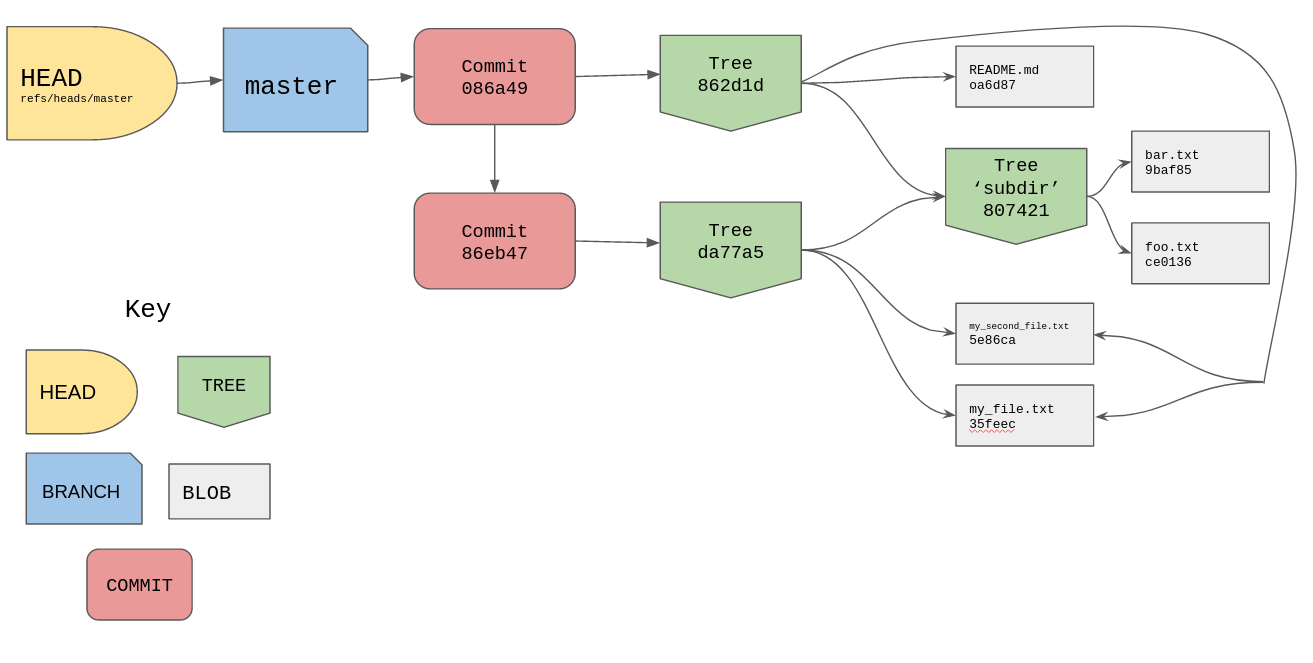 HEAD
refs/heads/master
master
Commit
086a49
Tree
862d1d
README.md
oa6d87
Tree
‘subdir’
807421
bar.txt
9baf85
foo.txt
ce0136
Commit
86eb47
Tree
da77a5
my_second_file.txt
5e86ca
my_file.txt
35feec
Key
HEAD
TREE
BRANCH
BLOB
COMMIT